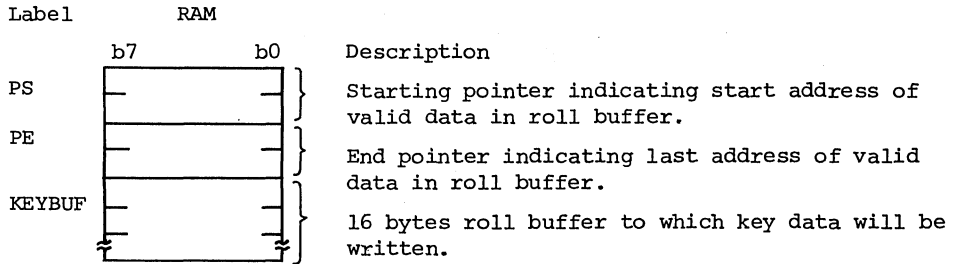 Label RAM
b7 b0 Description
PS Starting pointer indicating start address of
valid data in roll buffer.
PE
End pointer indicating last address of valid
data in roll buffer.
KEYBUF
16 bytes roll buffer to which key data will be
written.